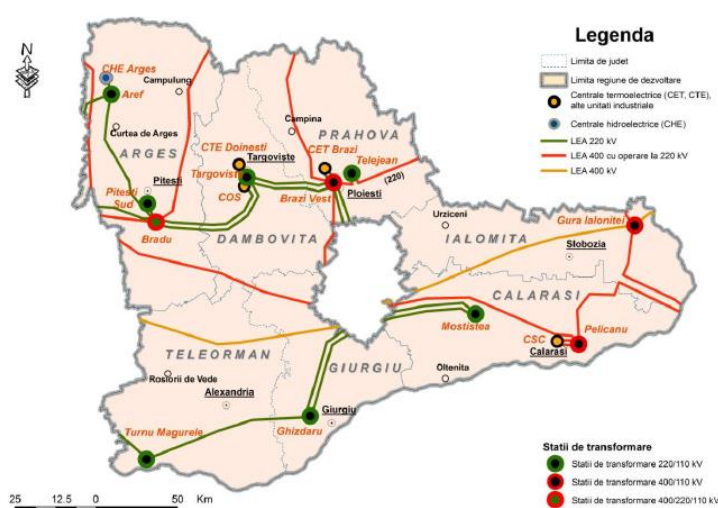 Legenda
Limita de judet
Limita regiune de dezvoltare
Centrale termoelectrice (CET, CTE),
alte unitati industriale
Centrale hidroelectrice (CHE)
LEA 220 kV
LEA 400 cu operare la 220 kV
LEA 400 kV
N
CHE Arges
Campulung
Aref
Curtea de Arges
ARGES
Pitesti
Pitesti
Sud
Bradu
CTE Doinesti
Targoviste
Targoviste
COS
DAMBOVITA
Campina
PRAHOVA
CET Brazi
Telejean
(220)
Ploiesti
Brazi Vest
Urziceni
IALOMITA
Gura Ialonitei
Slobozia
CALARASI
Mostistea
CSC
Calarasi
Pelicanu
Oltenita
TELEORMAN
Rosiorii de Vede
Alexandria
GIURGIU
Giurgiu
Ghizdaru
Turnu Magurele
25 12.5 0 50 Km
Statii de transformare
Statii de transformare 220/110 kV
Statii de transformare 400/110 kV
Statii de transformare 400/220/110 kV